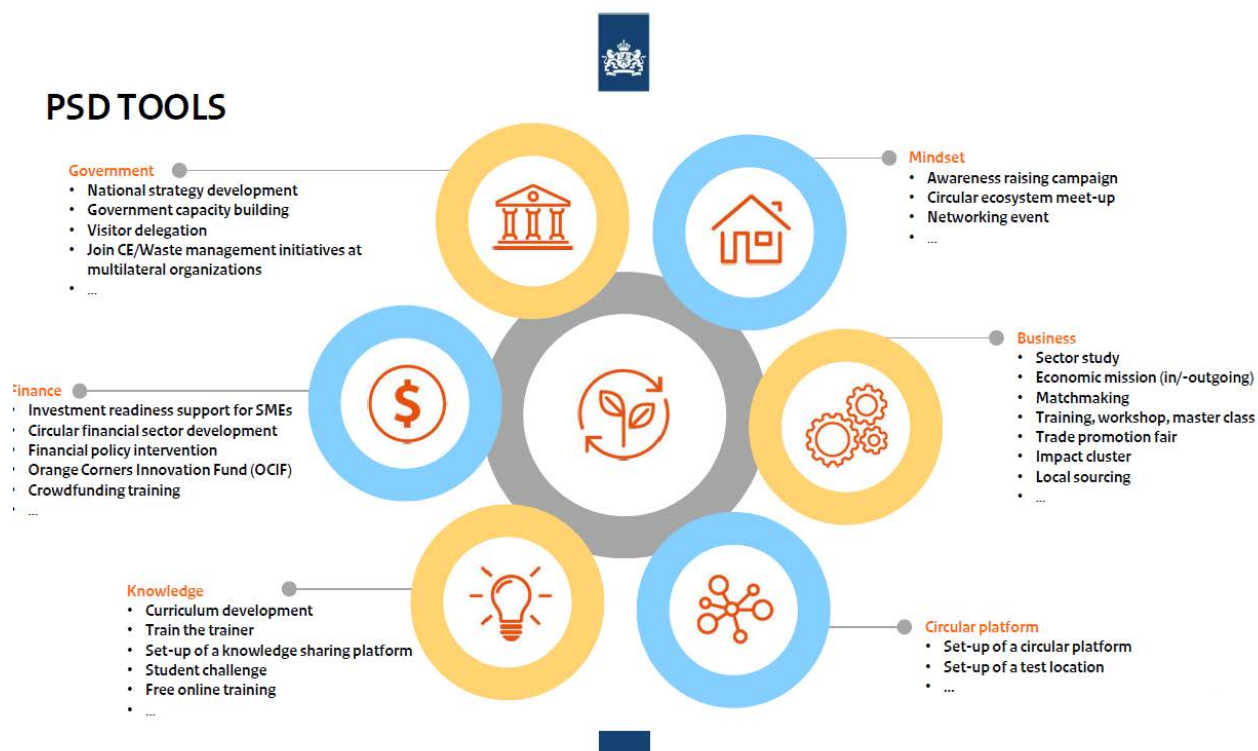 PSD TOOLS
Government
• National strategy development
• Government capacity building
• Visitor delegation
• Join CE/Waste management initiatives at
multilateral organizations
• ...
Mindset
• Awareness raising campaign
• Circular ecosystem meet-up
• Networking event
• ...
Finance
• Investment readiness support for SMEs
• Circular financial sector development
• Financial policy intervention
• Orange Corners Innovation Fund (OCIF)
• Crowdfunding training
• ...
$
Business
• Sector study
• Economic mission (in/-outgoing)
• Matchmaking
• Training, workshop, master class
• Trade promotion fair
• Impact cluster
• Local sourcing
• ...
Knowledge
• Curriculum development
• Train the trainer
• Set-up of a knowledge sharing platform
• Student challenge
• Free online training
• ...
Circular platform
• Set-up of a circular platform
• Set-up of a test location
• ...